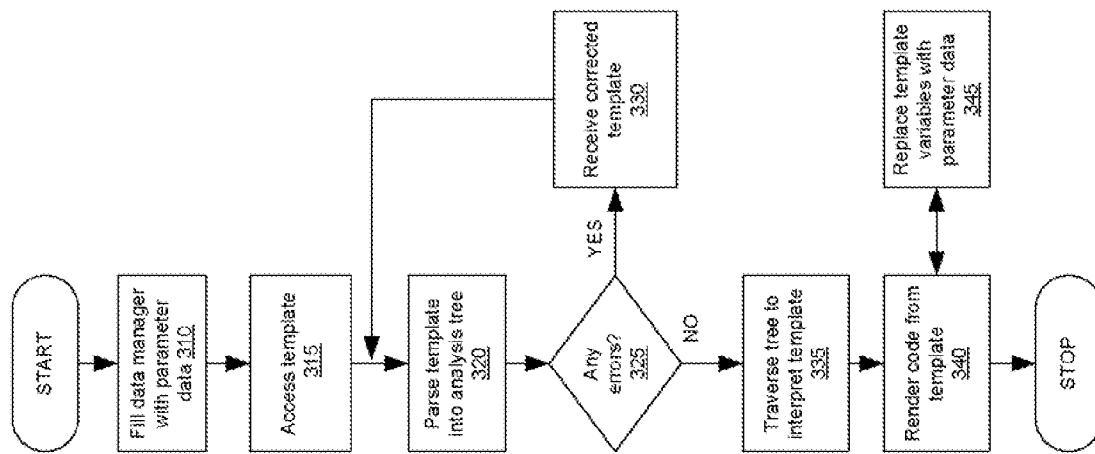 START
Fill data manager
with parameter
data 310
Access template
315
Parse template
into analysis tree
320
Any
errors?
325
YES
Receive corrected
template
330
NO
Traverse tree to
interpret template
335
Render code from
template
340
Replace template
variables with
parameter data
345
STOP